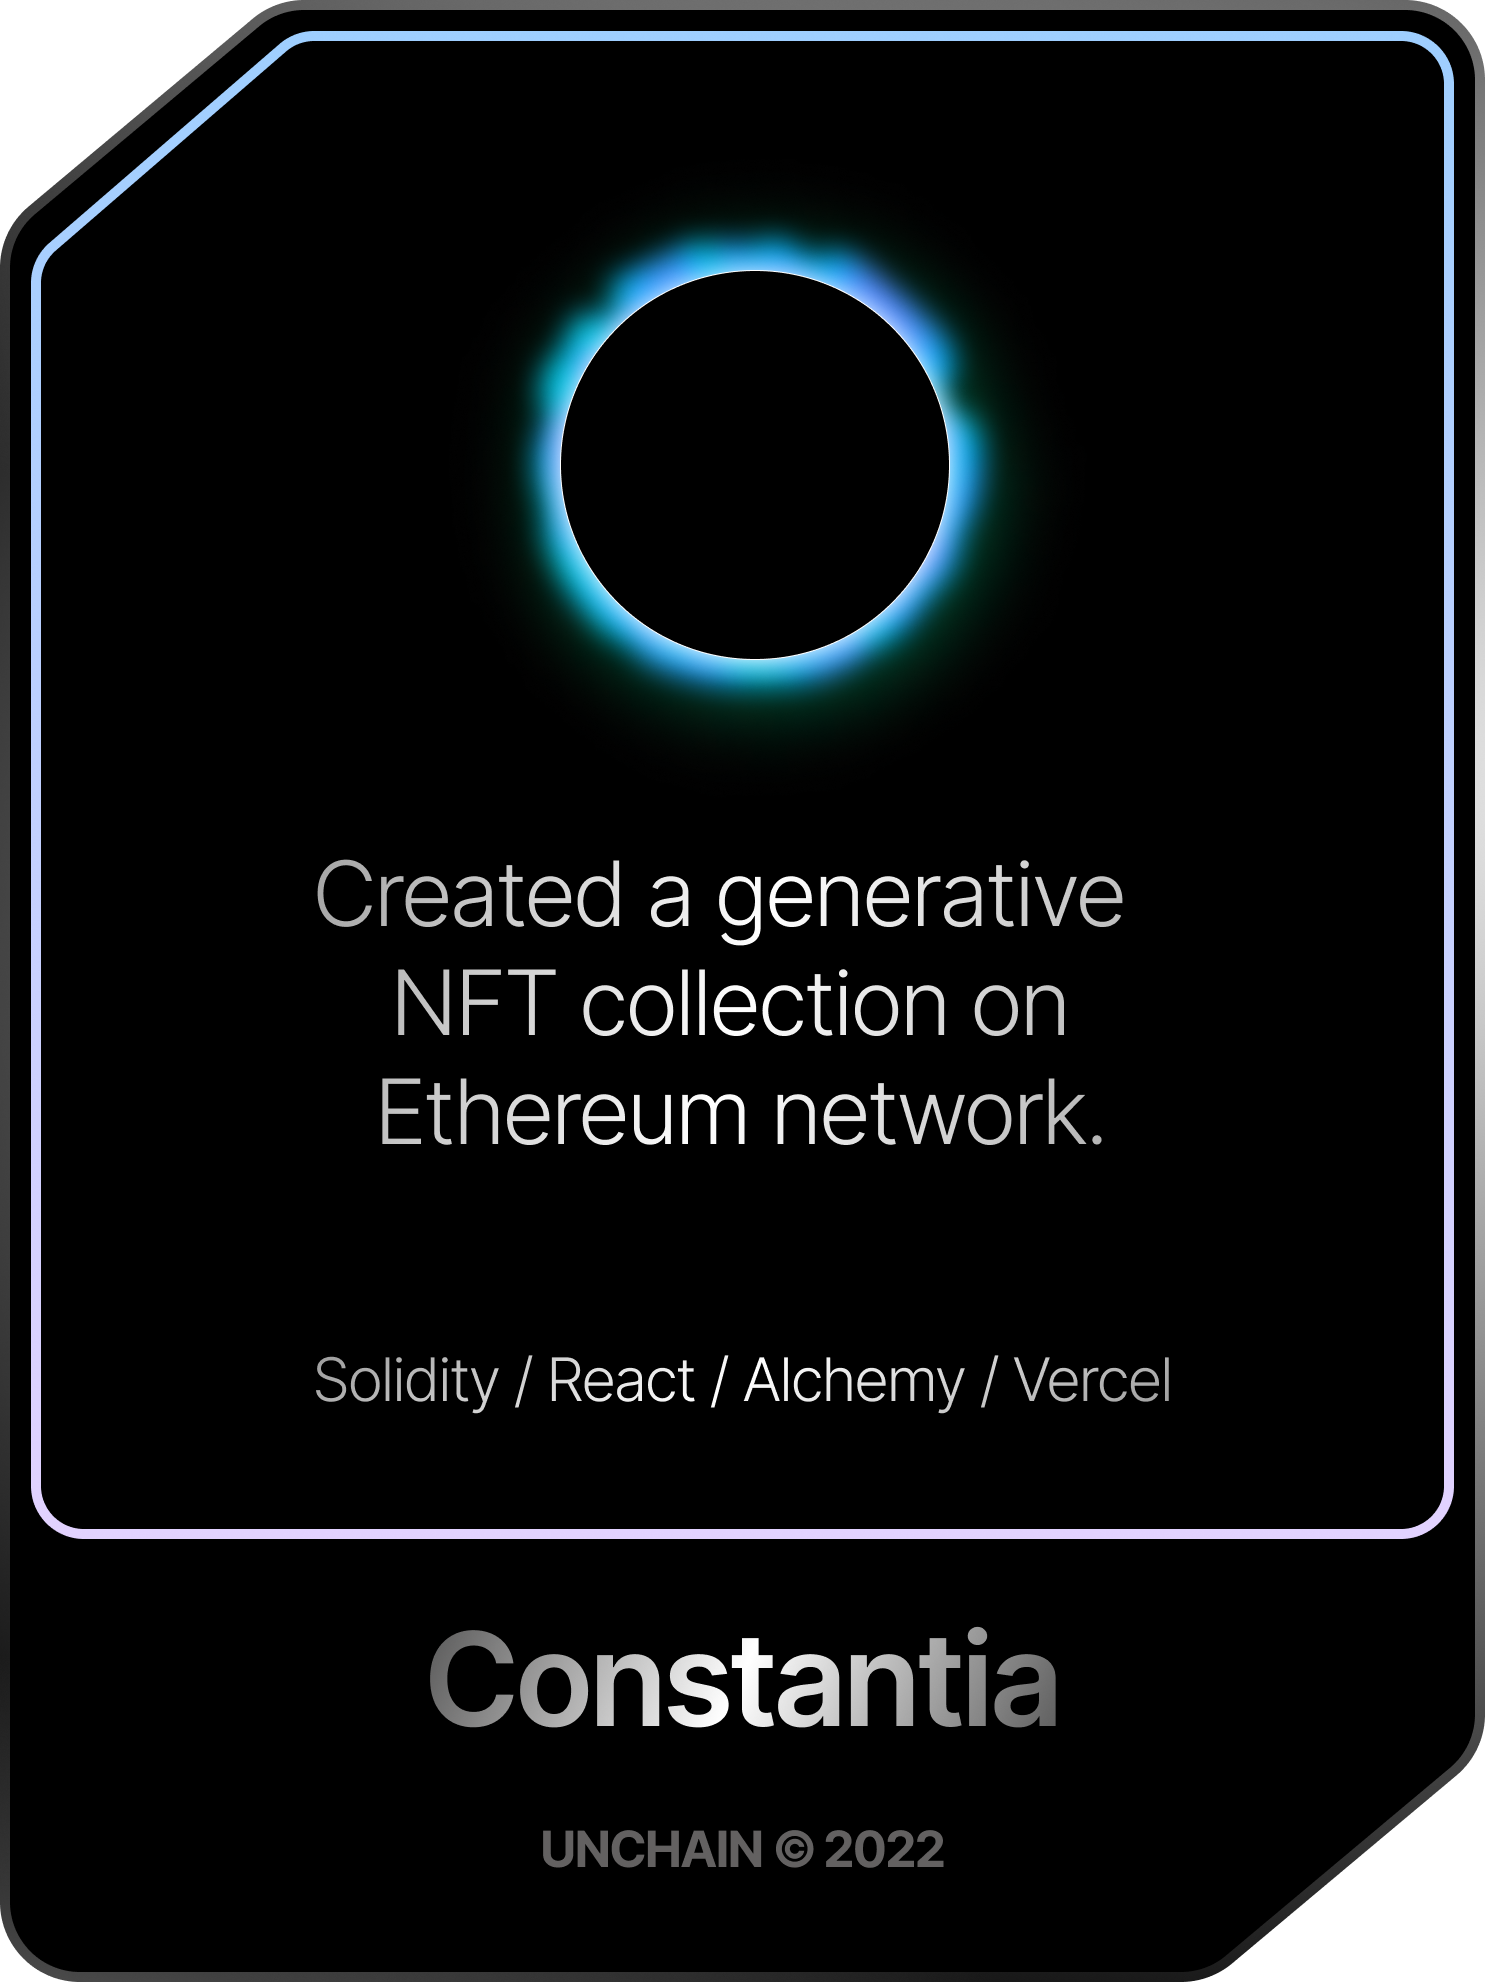 Created a generative
NFT collection on
Ethereum network.
Solidity / React / Alchemy / Vercel
Constantia
UNCHAIN © 2022